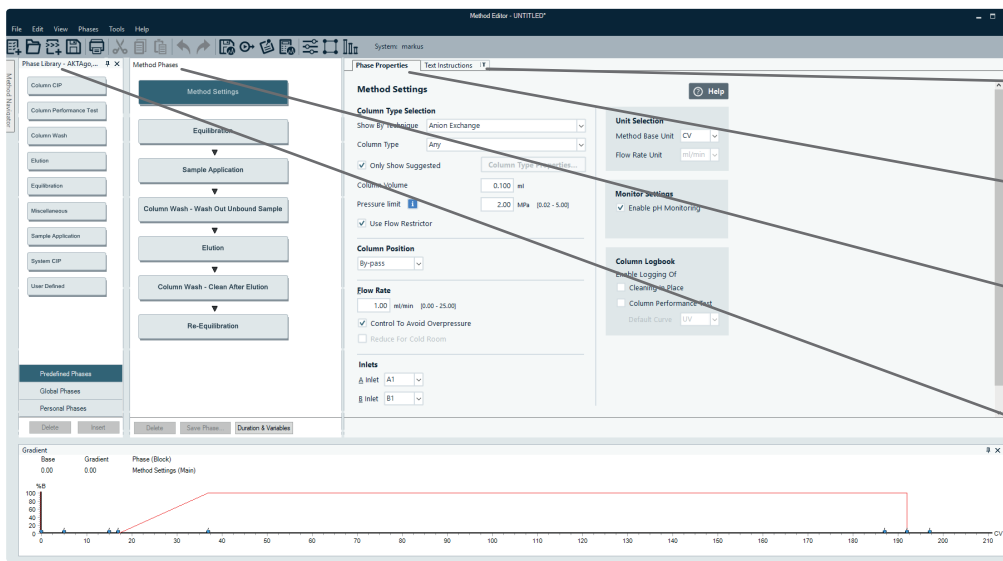 Method Editor - UNTITLED*
File Edit View Phases Tools Help
System: markus
Method Navigator
Phase Library - AKTAgo,...
Column CIP
Column Performance Test
Column Wash
Elution
Equilibration
Miscellaneous
Sample Application
System CIP
User Defined
Predefined Phases
Global Phases
Personal Phases
Delete Insert
Method Phases
Method Settings
Equilibration
Sample Application
Column Wash - Wash Out Unbound Sample
Elution
Column Wash - Clean After Elution
Re-Equilibration
Delete Save Phase... Duration & Variables
Phase Properties Text Instructions T
Method Settings
Help
Column Type Selection
Show By Technique Anion Exchange
Column Type Any
Only Show Suggested Column Type Properties...
Column Volume 0.100 ml
Pressure limit i 2.00 MPa [0.02 - 5.00]
Use Flow Restrictor
Column Position
By-pass
Flow Rate
1.00 ml/min [0.00 - 25.00]
Control To Avoid Overpressure
Reduce For Cold Room
Inlets
A Inlet A1
B Inlet B1
Unit Selection
Method Base Unit CV
Flow Rate Unit ml/min
Monitor Settings
Enable pH Monitoring
Column Logbook
Enable Logging Of
Cleaning In Place
Column Performance Test
Default Curve UV
Gradient
Base Gradient Phase (Block)
0.00 0.00 Method Settings (Main)
%B
100
80
60
40
20
0
0 10 20 30 40 50 60 70 80 90 100 110 120 130 140 150 160 170 180 190 200 210
CV